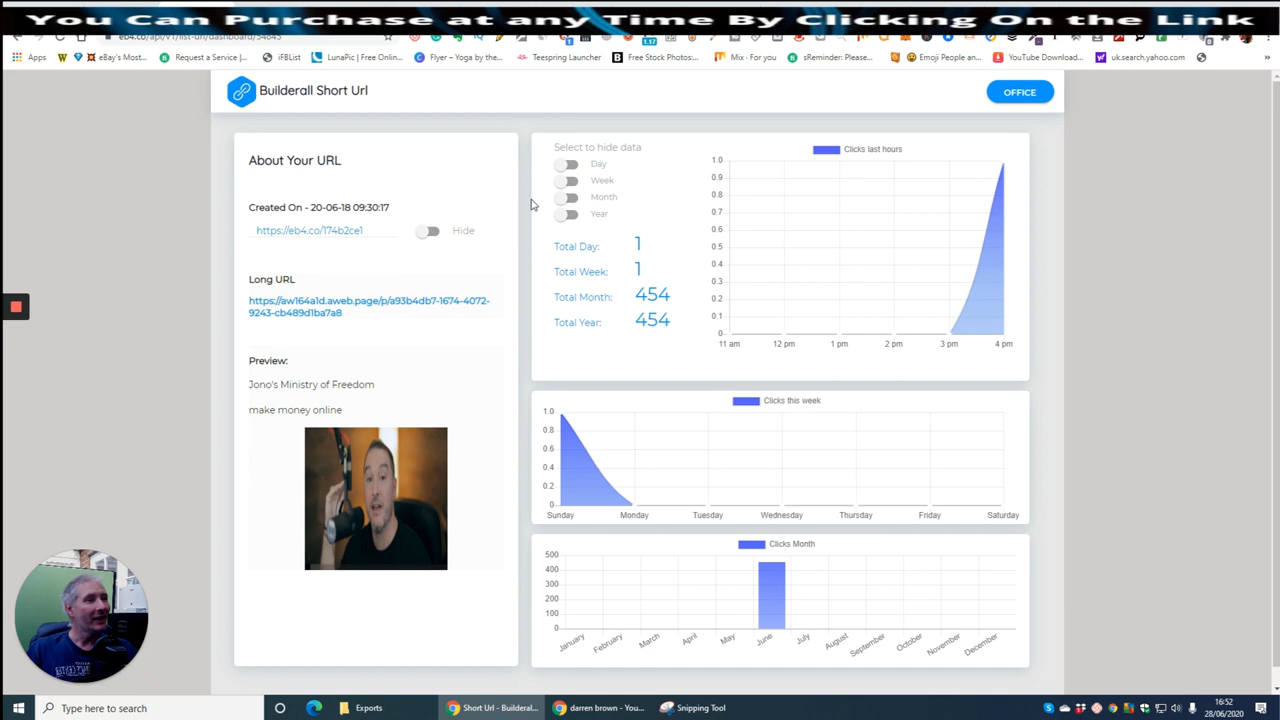 You Can Purchase at any Time By Clicking On the Link
eb4.co/api/v1/list-url/dashboard/54845
Apps
eBay's Most...
Request a Service |...
iFBLish
LunaPic | Free Onlin...
Flyer – Yoga by the...
Teespring Launcher
Free Stock Photos:...
Mix - For you
sReminder: Please...
Emoji People an...
YouTube Download...
uk.search.yahoo.com
Builderall Short Url
OFFICE
About Your URL
Created On - 20-06-18 09:30:17
https://eb4.co/174b2ce1
Hide
Long URL
https://aw164a1d.aweb.page/p/a93b4db7-1674-4072-
9243-cb489d1ba7a8
Preview:
Jono's Ministry of Freedom
make money online
Select to hide data
Day
Week
Month
Year
Total Day: 1
Total Week: 1
Total Month: 454
Total Year: 454
Clicks last hours
1.0
0.9
0.8
0.7
0.6
0.5
0.4
0.3
0.2
0.1
0
11 am 12 pm 1 pm 2 pm 3 pm 4 pm
Clicks this week
1.0
0.8
0.6
0.4
0.2
0
Sunday Monday Tuesday Wednesday Thursday Friday Saturday
Clicks Month
500
400
300
200
100
0
January February March April May June July August September October November December
Type here to search
Exports
Short Url - Builderal...
darren brown - You...
Snipping Tool
16:52
28/06/2020